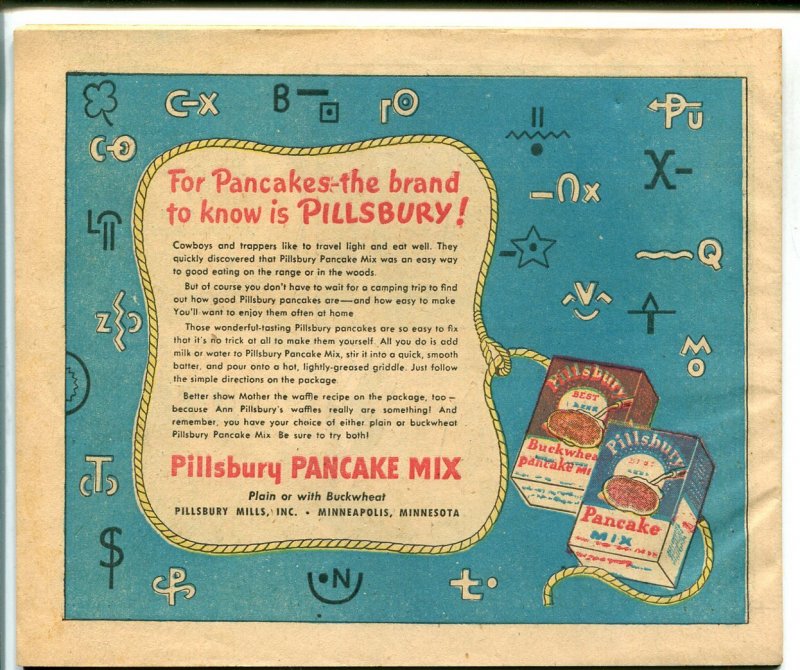 C-X
B
For Pancakes-the brand
to know is PILLSBURY!
Cowboys and trappers like to travel light and eat well. They
quickly discovered that Pillsbury Pancake Mix was an easy way
to good eating on the range or in the woods.
But of course you don't have to wait for a camping trip to find
out how good Pillsbury pancakes are—and how easy to make
You'll want to enjoy them often at home
Those wonderful-tasting Pillsbury pancakes are so easy to fix
that it's no trick at all to make them yourself. All you do is add
milk or water to Pillsbury Pancake Mix, stir it into a quick, smooth
batter, and pour onto a hot, lightly-greased griddle. Just follow
the simple directions on the package.
Better show Mother the waffle recipe on the package, too —
because Ann Pillsbury's waffles really are something! And
remember, you have your choice of either plain or buckwheat
Pillsbury Pancake Mix. Be sure to try both!
Pillsbury PANCAKE MIX
Plain or with Buckwheat
PILLSBURY MILLS, INC. • MINNEAPOLIS, MINNESOTA
X-
Q
V
M
O
Z
T
$
N
t
Pillsbury
BEST
Buckwhea
pancake MI
Pillsbury
BEST
Pancake
MIX